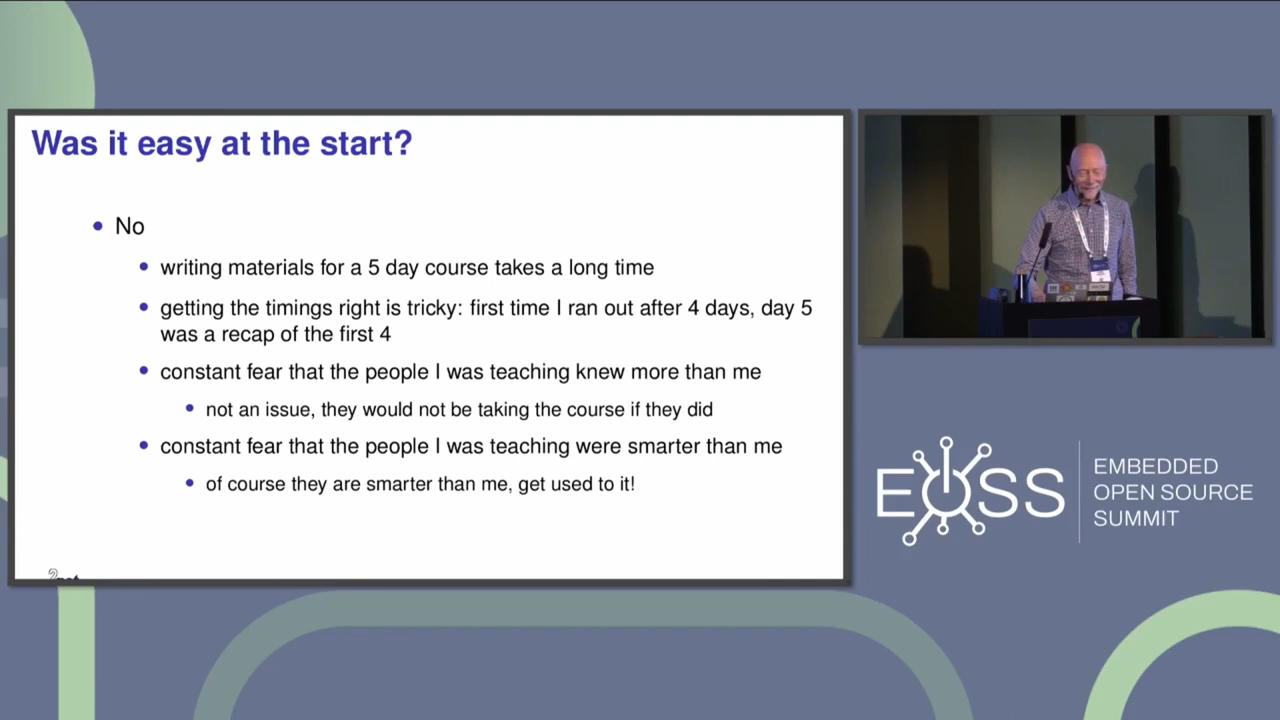 Was it easy at the start?
No
writing materials for a 5 day course takes a long time
getting the timings right is tricky: first time I ran out after 4 days, day 5
was a recap of the first 4
constant fear that the people I was teaching knew more than me
not an issue, they would not be taking the course if they did
constant fear that the people I was teaching were smarter than me
of course they are smarter than me, get used to it!
EOSS
EMBEDDED
OPEN SOURCE
SUMMIT